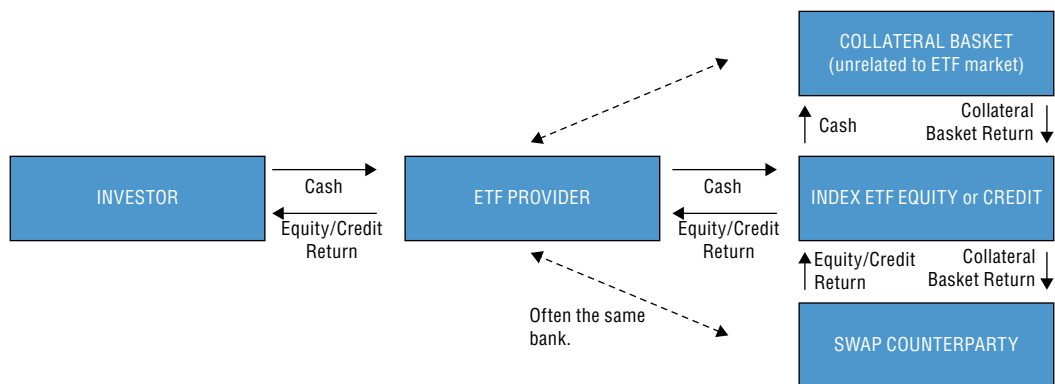 COLLATERAL BASKET
(unrelated to ETF market)
Cash
Collateral
Basket Return
INVESTOR
Cash
Equity/Credit
Return
ETF PROVIDER
Cash
Equity/Credit
Return
INDEX ETF EQUITY or CREDIT
Equity/Credit
Return
Collateral
Basket Return
Often the same
bank.
SWAP COUNTERPARTY